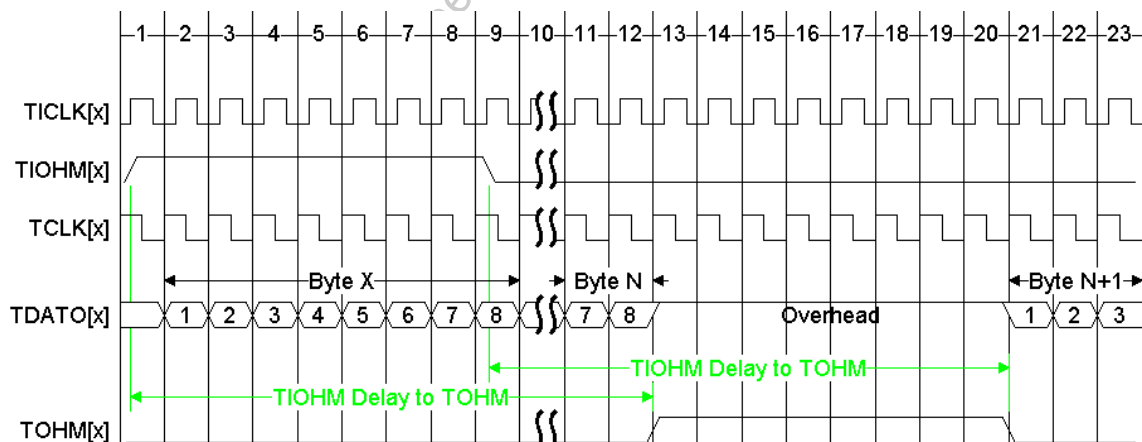 1 2 3 4 5 6 7 8 9 10 11 12 13 14 15 16 17 18 19 20 21 22 23
TICLK[x]
TIOHM[x]
TCLK[x]
Byte X Byte N Byte N+1
TDATO[x] 1 2 3 4 5 6 7 8 7 8 Overhead 1 2 3
TIOHM Delay to TOHM
TIOHM Delay to TOHM
TOHM[x]